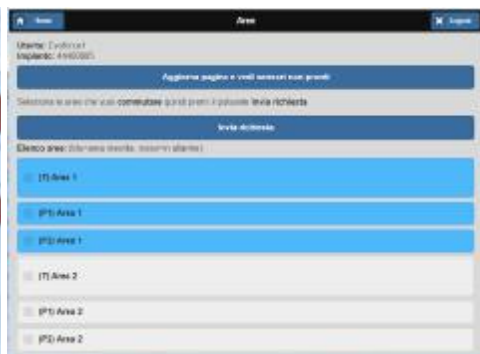 Home Aree Logout
Utente:
Impianto:
Aggiorna pagina e vedi sensori non pronti
Seleziona le aree che vuoi commutare quindi premi il pulsante Invia richiesta
Invia richiesta
Elenco aree:
(T) Area 1
(P1) Area 1
(P2) Area 1
(T) Area 2
(P1) Area 2
(P2) Area 2